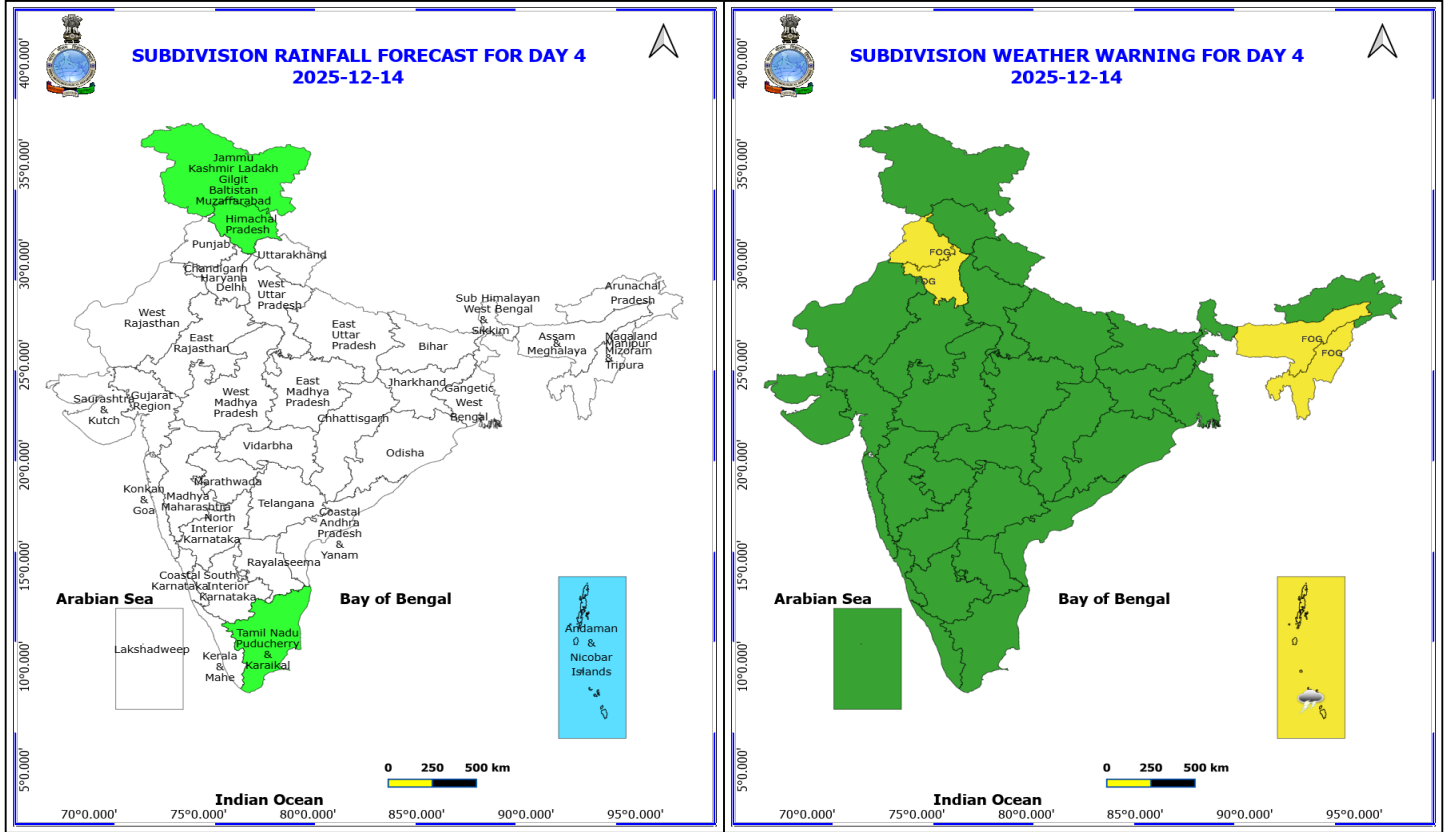 SUBDIVISION RAINFALL FORECAST FOR DAY 4
2025-12-14
40°0.000'
35°0.000'
30°0.000'
25°0.000'
20°0.000'
15°0.000'
10°0.000'
5°0.000'
Jammu
Kashmir Ladakh
Gilgit
Baltistan
Muzaffarabad
Himachal
Pradesh
Punjab
Uttarakhand
Chandigarh
Haryana
Delhi
West
Uttar
Pradesh
Arunachal
Pradesh
Sub Himalayan
West Bengal
&
Sikkim
West
Rajasthan
East
Rajasthan
East
Uttar
Pradesh
Bihar
Assam
&
Meghalaya
Nagaland
Manipur
Mizoram
&
Tripura
Saurashtra
&
Kutch
Gujarat
Region
West
Madhya
Pradesh
East
Madhya
Pradesh
Jharkhand
Gangetic
West
Bengal
Chhattisgarh
Vidarbha
Odisha
Konkan
&
Goa
Marathwada
Madhya
Maharashtra
Telangana
North
Interior
Karnataka
Coastal
Andhra
Pradesh
&
Yanam
Rayalaseema
Coastal
Karnataka
South
Interior
Karnataka
Arabian Sea
Bay of Bengal
Lakshadweep
Kerala
&
Mahe
Tamil Nadu
Puducherry
&
Karaikal
Andaman
&
Nicobar
Islands
0 250 500 km
Indian Ocean
70°0.000' 75°0.000' 80°0.000' 85°0.000' 90°0.000' 95°0.000'
SUBDIVISION WEATHER WARNING FOR DAY 4
2025-12-14
40°0.000'
35°0.000'
30°0.000'
25°0.000'
20°0.000'
15°0.000'
10°0.000'
5°0.000'
FOG
FOG
FOG
FOG
Arabian Sea
Bay of Bengal
0 250 500 km
Indian Ocean
70°0.000' 75°0.000' 80°0.000' 85°0.000' 90°0.000' 95°0.000'